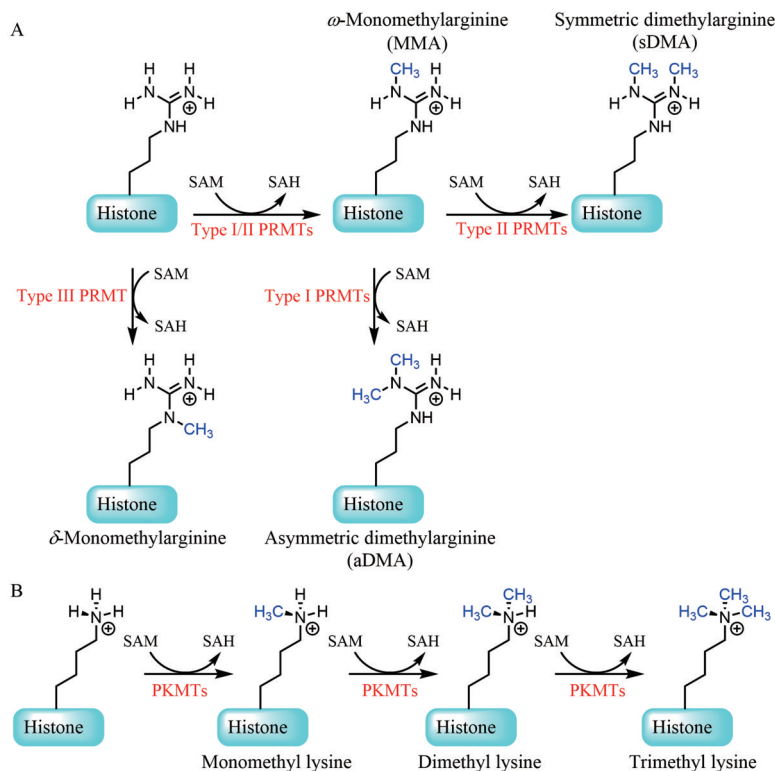 A
ω-Monomethylarginine
(MMA)
Symmetric dimethylarginine
(sDMA)
H H
N N
H H
⊕
NH
H CH₃ H
N N
H H
⊕
NH
CH₃ CH₃
N N
H H
⊕
NH
Histone
SAM SAH
Type I/II PRMTs
Histone
SAM SAH
Type II PRMTs
Histone
Type III PRMT
SAM
SAH
Type I PRMTs
SAM
SAH
H H
N N
H H
⊕
N
CH₃
CH₃ H
N N
H₃C H
⊕
NH
Histone
δ-Monomethylarginine
Histone
Asymmetric dimethylarginine
(aDMA)
B
H
H N H
⊕
SAM SAH
PKMTs
H
H₃C N H
⊕
SAM SAH
PKMTs
CH₃
H₃C N H
⊕
SAM SAH
PKMTs
CH₃
H₃C N CH₃
⊕
Histone
Histone
Monomethyl lysine
Histone
Dimethyl lysine
Histone
Trimethyl lysine